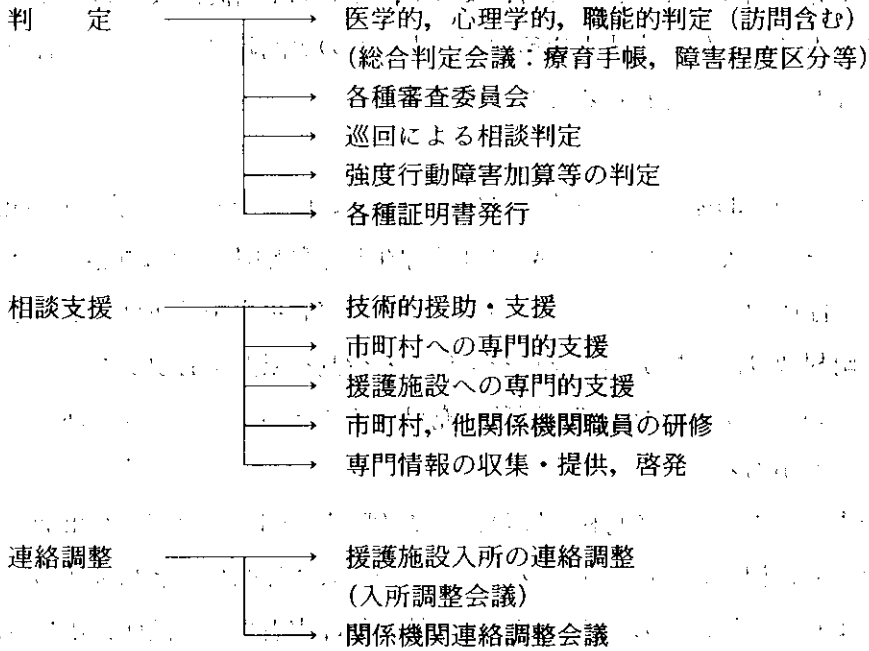 判　定　医学的，心理学的，職能的判定（訪問含む）
（総合判定会議：療育手帳，障害程度区分等）
各種審査委員会
巡回による相談判定
強度行動障害加算等の判定
各種証明書発行
相談支援　技術的援助・支援
市町村への専門的支援
援護施設への専門的支援
市町村，他関係機関職員の研修
専門情報の収集・提供，啓発
連絡調整　援護施設入所の連絡調整
（入所調整会議）
関係機関連絡調整会議